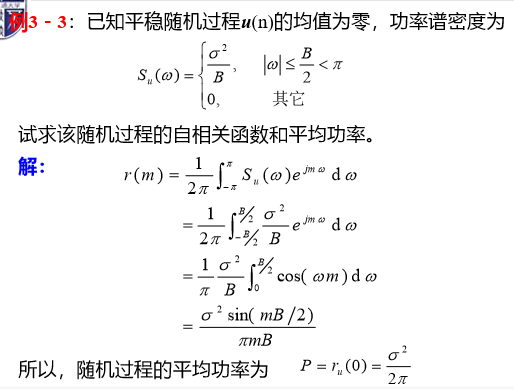 例3－3：已知平稳随机过程u(n)的均值为零，功率谱密度为
S_u(ω) = { σ²/B, |ω| ≤ B/2 < π
0, 其它
试求该随机过程的自相关函数和平均功率。
解：
r(m) = 1/2π ∫_{-π}^{π} S_u(ω)e^{jmω} dω
= 1/2π ∫_{-B/2}^{B/2} σ²/B e^{jmω} dω
= 1/π σ²/B ∫_0^{B/2} cos(ωm)dω
= σ² sin(mB/2)/πmB
所以，随机过程的平均功率为 P = r_u(0) = σ²/2π